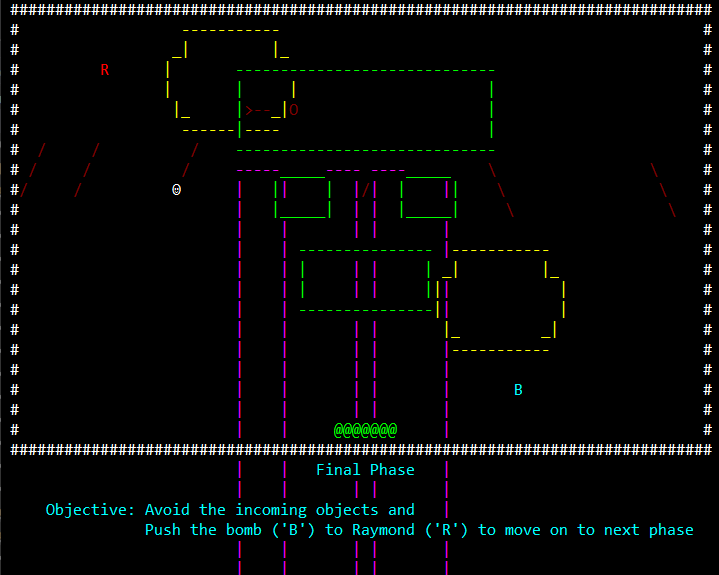 R
B
@@@@@@@
Final Phase
Objective: Avoid the incoming objects and
Push the bomb ('B') to Raymond ('R') to move on to next phase